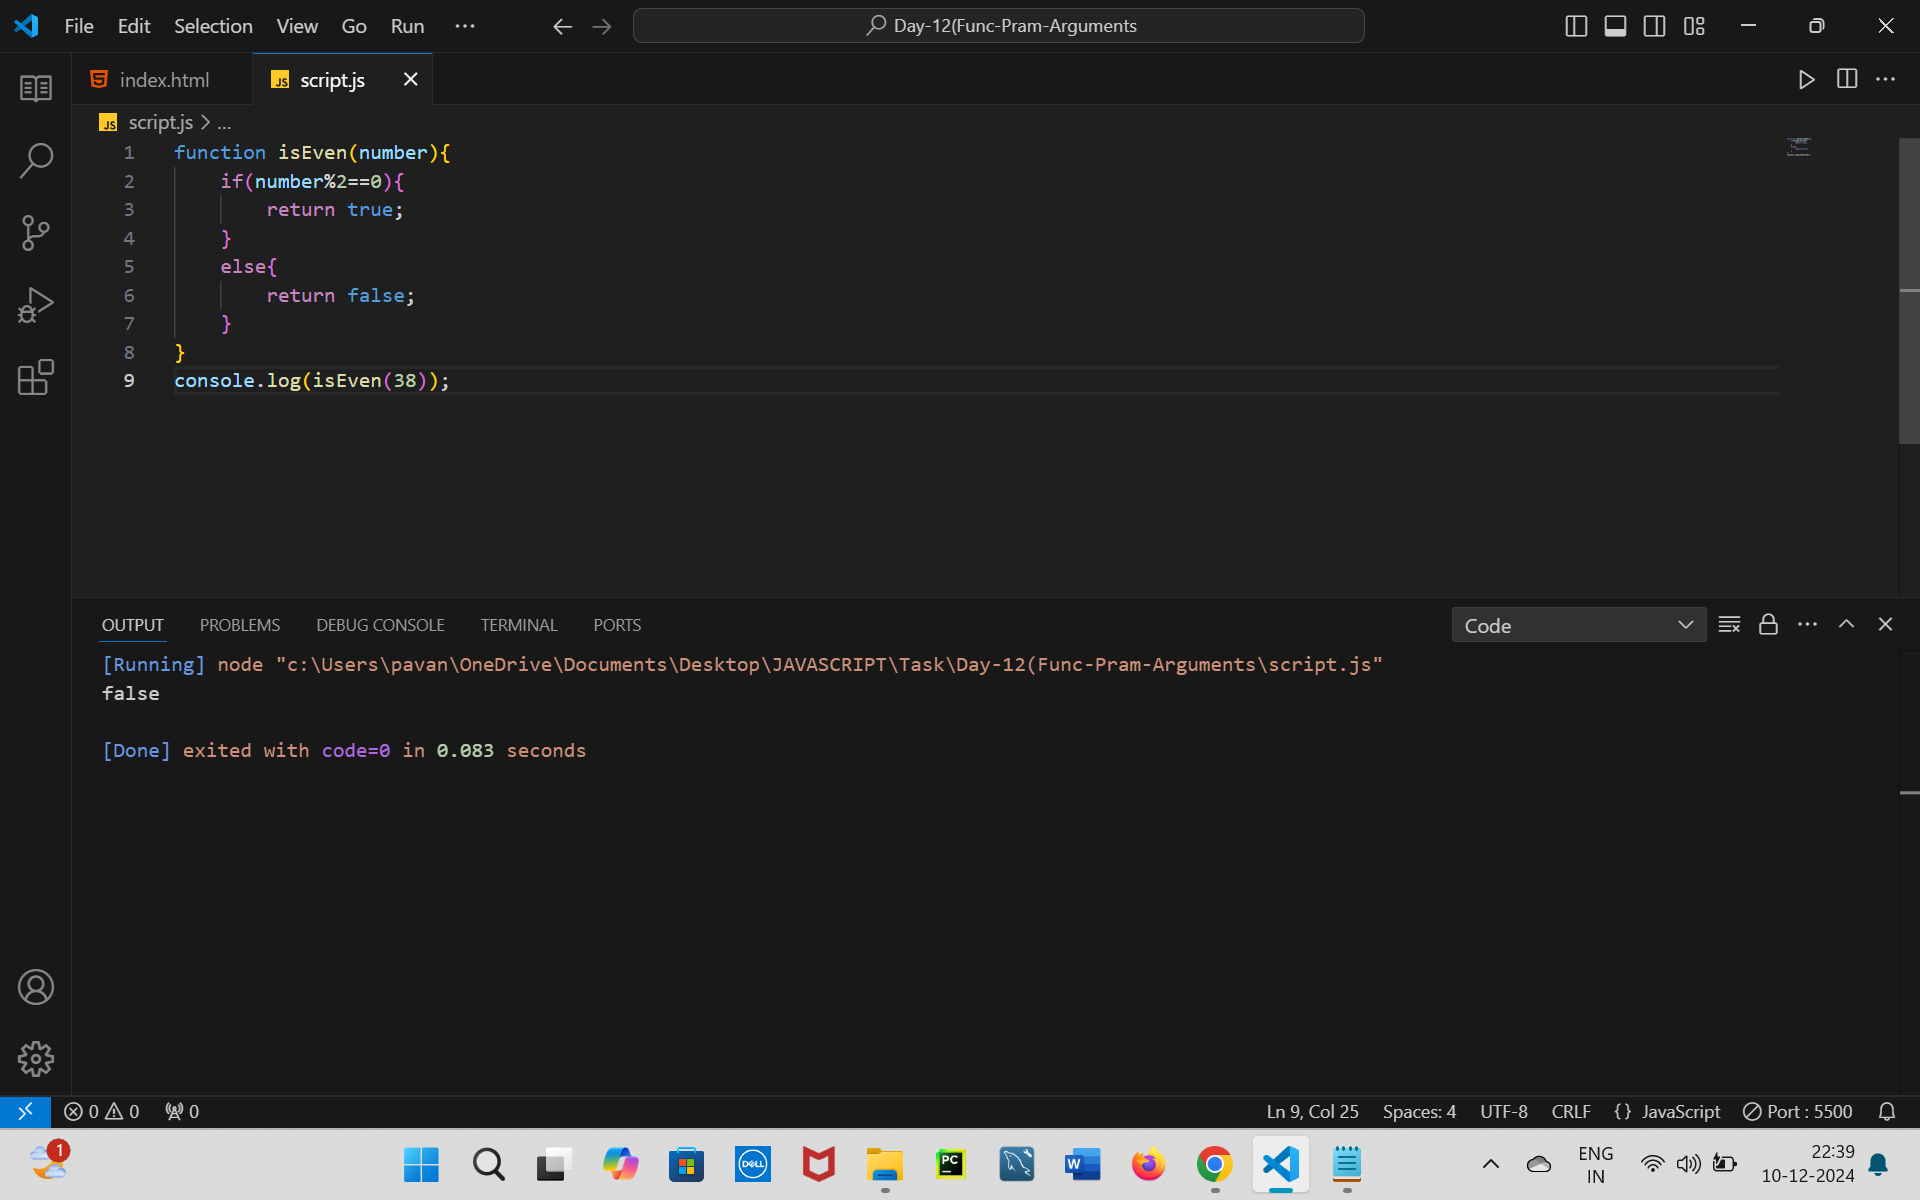 File Edit Selection View Go Run ...
Day-12(Func-Pram-Arguments
index.html
JS script.js
JS script.js > ...
1 function isEven(number){
2     if(number%2==0){
3         return true;
4     }
5     else{
6         return false;
7     }
8 }
9 console.log(isEven(38));
OUTPUT PROBLEMS DEBUG CONSOLE TERMINAL PORTS
Code
[Running] node "c:\Users\pavan\OneDrive\Documents\Desktop\JAVASCRIPT\Task\Day-12(Func-Pram-Arguments\script.js"
false
[Done] exited with code=0 in 0.083 seconds
0 0 0
Ln 9, Col 25 Spaces: 4 UTF-8 CRLF {} JavaScript Port : 5500
1
DELL
PC
W
ENG
IN
22:39
10-12-2024